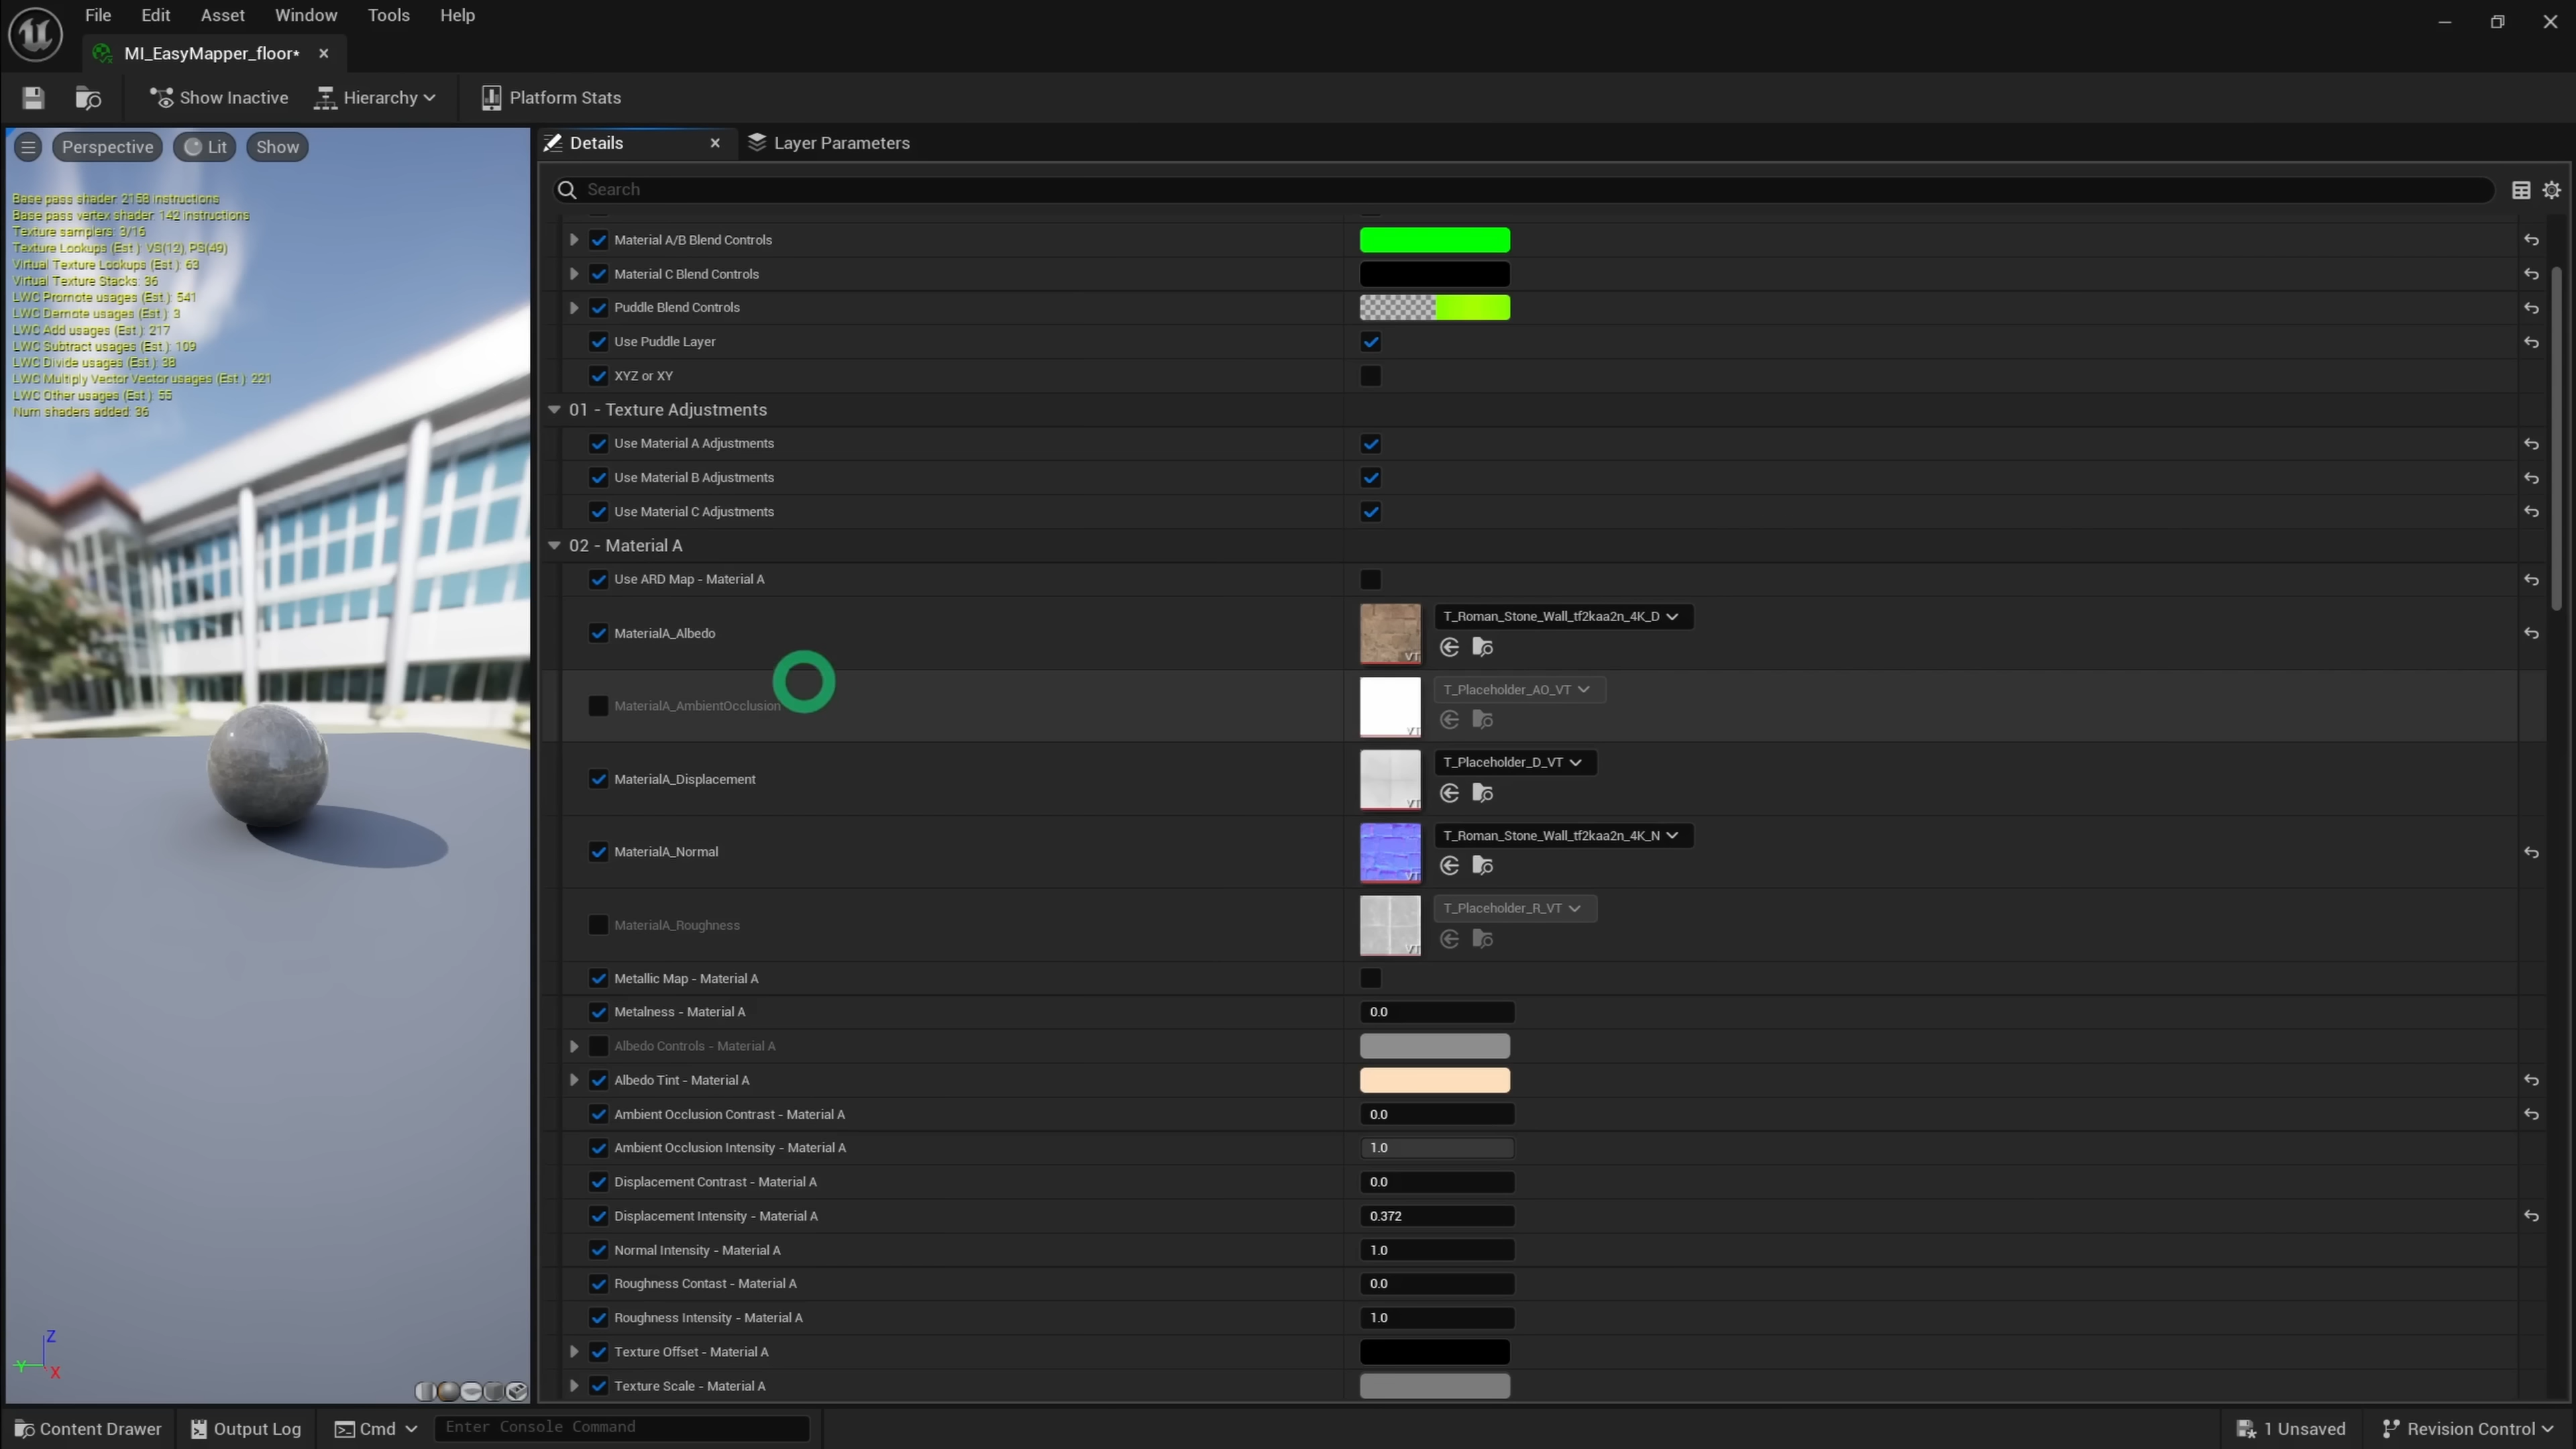 File Edit Asset Window Tools Help
MI_EasyMapper_floor*
Show Inactive Hierarchy Platform Stats
Perspective Lit Show
Details Layer Parameters
Search
Base pass shader: 2158 instructions
Base pass vertex shader: 142 instructions
Texture samplers: 3/16
Texture Lookups (Est.): VS(12), PS(49)
Virtual Texture Lookups (Est.): 63
Virtual Texture Stacks: 36
LWC Promote usages (Est.): 541
LWC Demote usages (Est.): 3
LWC Add usages (Est.): 217
LWC Subtract usages (Est.): 109
LWC Divide usages (Est.): 38
LWC Multiply Vector Vector usages (Est.): 221
LWC Other usages (Est.): 55
Num shaders added: 36
Z
Y
X
Material A/B Blend Controls
Material C Blend Controls
Puddle Blend Controls
Use Puddle Layer
XYZ or XY
01 - Texture Adjustments
Use Material A Adjustments
Use Material B Adjustments
Use Material C Adjustments
02 - Material A
Use ARD Map - Material A
MaterialA_Albedo VT T_Roman_Stone_Wall_tf2kaa2n_4K_D
MaterialA_AmbientOcclusion VT T_Placeholder_AO_VT
MaterialA_Displacement VT T_Placeholder_D_VT
MaterialA_Normal VT T_Roman_Stone_Wall_tf2kaa2n_4K_N
MaterialA_Roughness VT T_Placeholder_R_VT
Metallic Map - Material A
Metalness - Material A 0.0
Albedo Controls - Material A
Albedo Tint - Material A
Ambient Occlusion Contrast - Material A 0.0
Ambient Occlusion Intensity - Material A 1.0
Displacement Contrast - Material A 0.0
Displacement Intensity - Material A 0.372
Normal Intensity - Material A 1.0
Roughness Contast - Material A 0.0
Roughness Intensity - Material A 1.0
Texture Offset - Material A
Texture Scale - Material A
Content Drawer Output Log Cmd Enter Console Command 1 Unsaved Revision Control